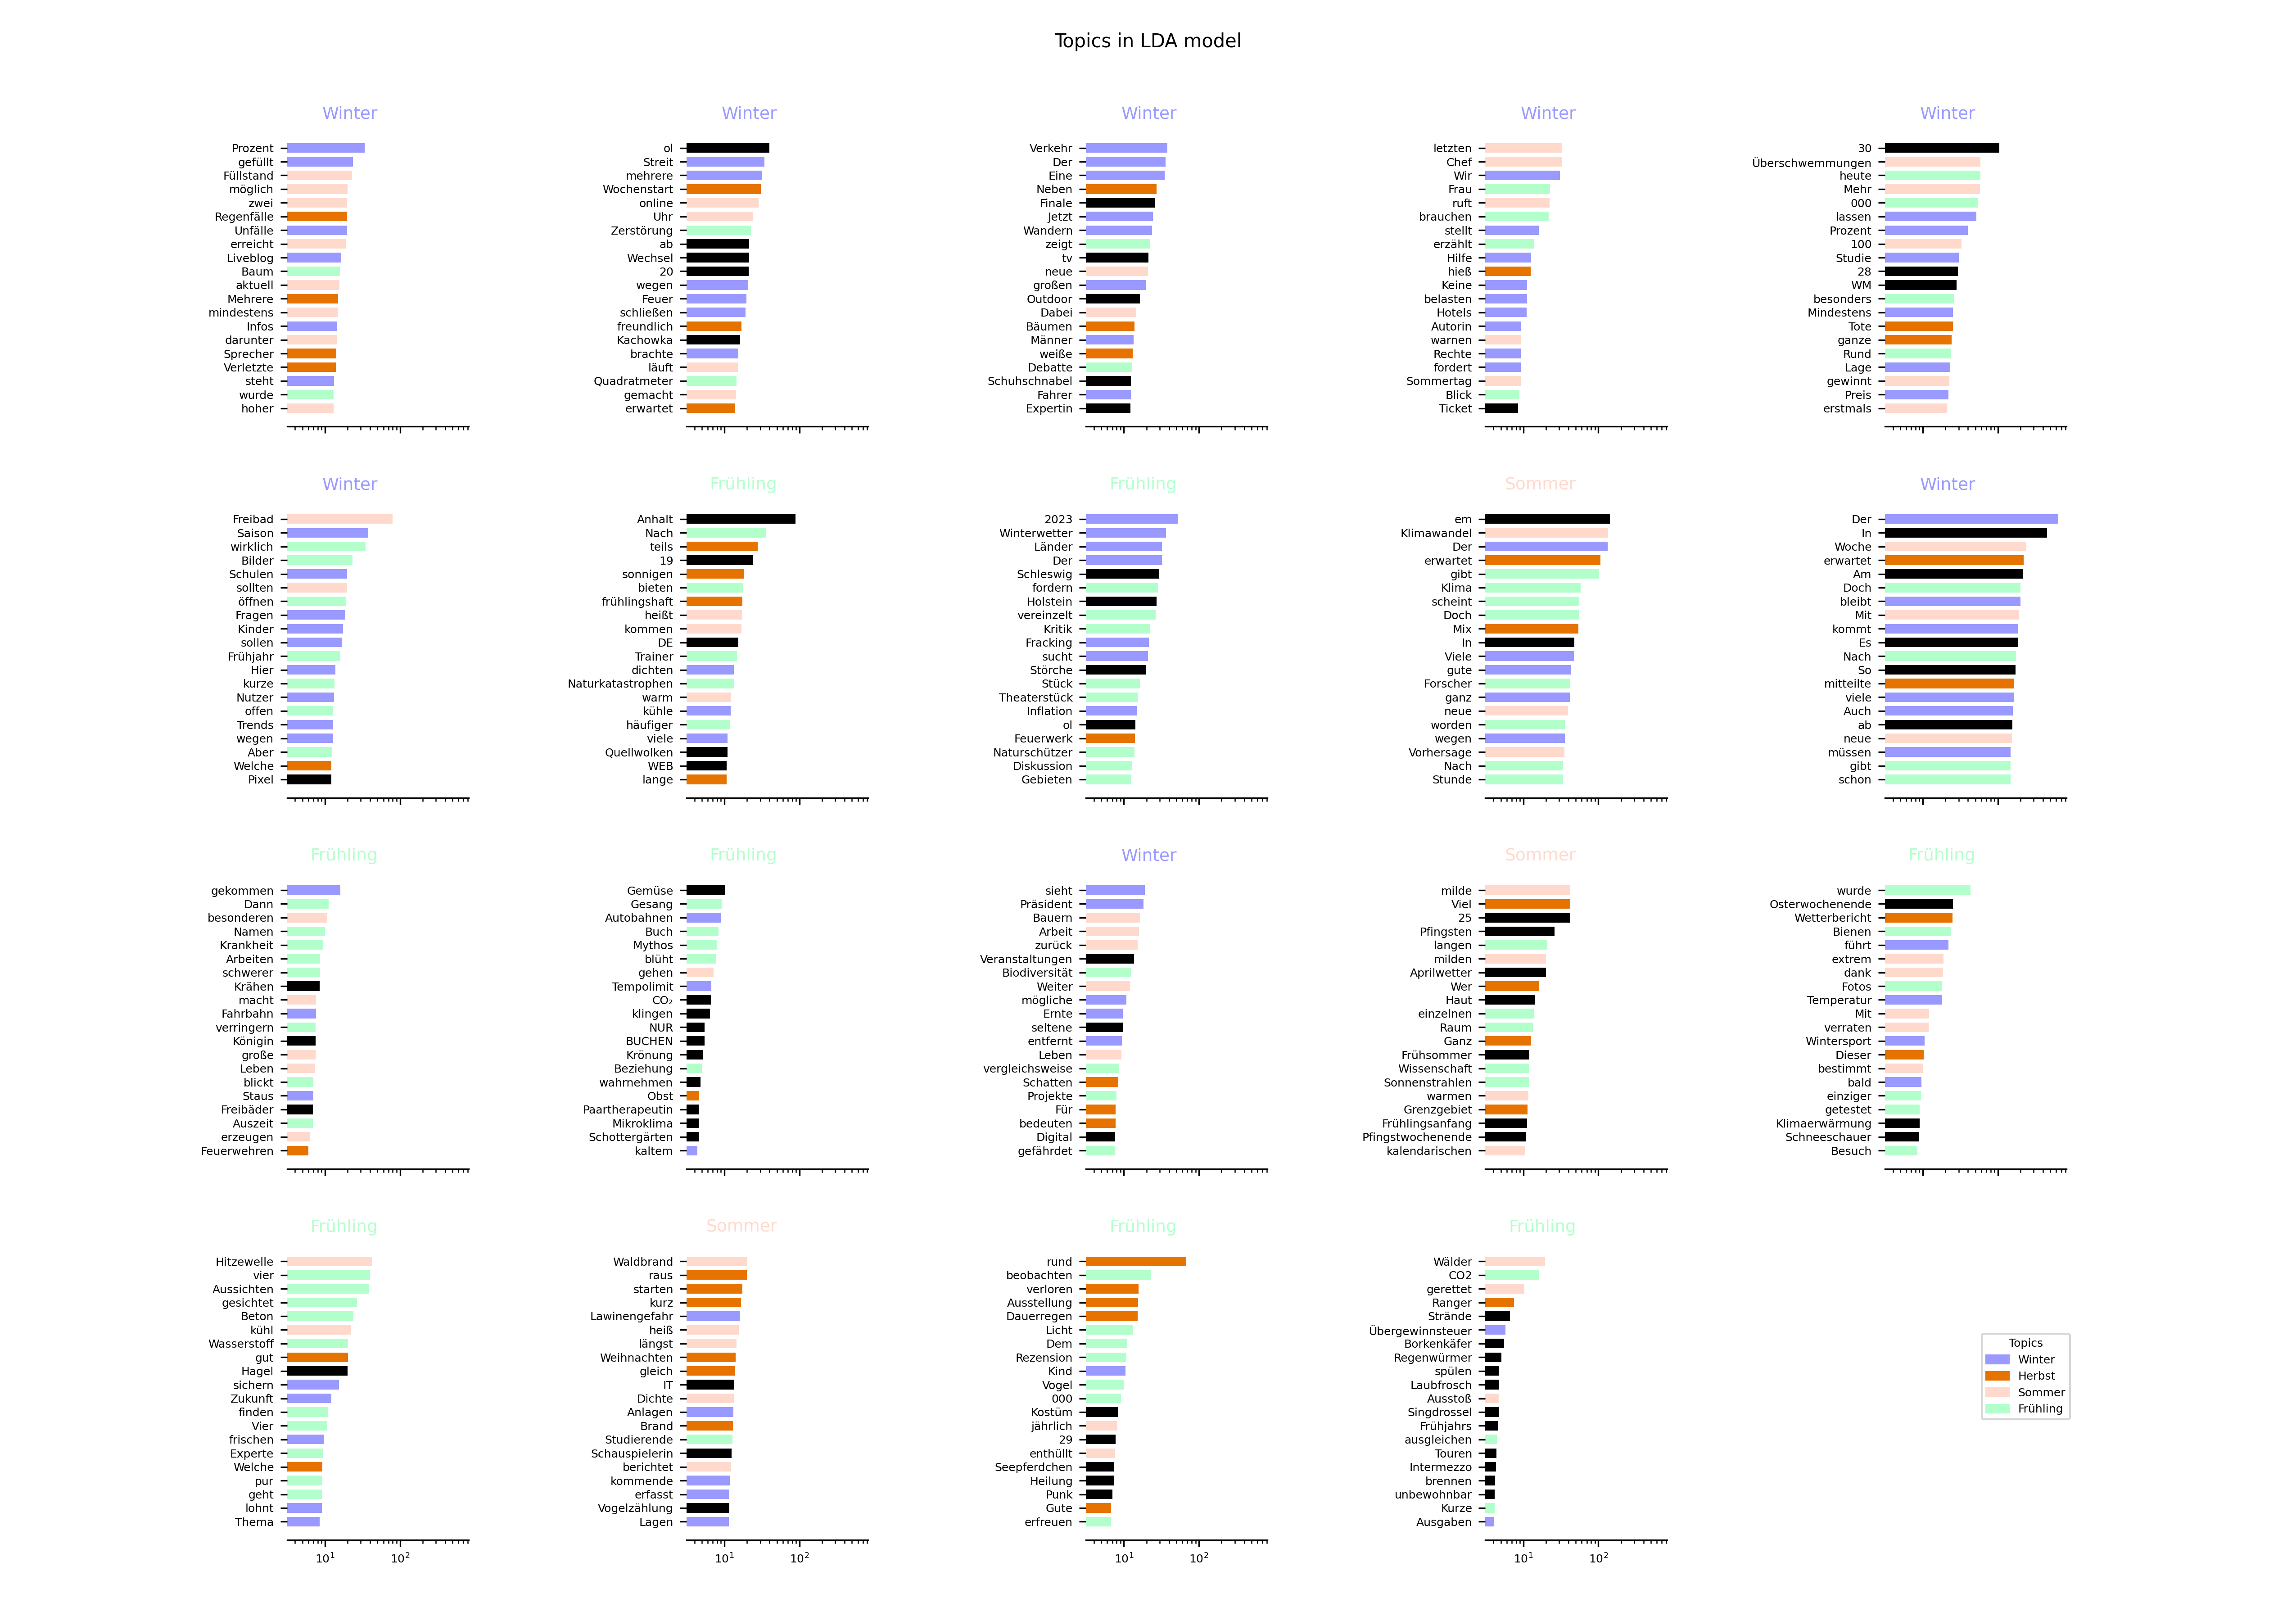 Topics in LDA model
Winter
Prozent
gefüllt
Füllstand
möglich
zwei
Regenfälle
Unfälle
erreicht
Liveblog
Baum
aktuell
Mehrere
mindestens
Infos
darunter
Sprecher
Verletzte
steht
wurde
hoher
Winter
ol
Streit
mehrere
Wochenstart
online
Uhr
Zerstörung
ab
Wechsel
20
wegen
Feuer
schließen
freundlich
Kachowka
brachte
läuft
Quadratmeter
gemacht
erwartet
Winter
Verkehr
Der
Eine
Neben
Finale
Jetzt
Wandern
zeigt
tv
neue
großen
Outdoor
Dabei
Bäumen
Männer
weiße
Debatte
Schuhschnabel
Fahrer
Expertin
Winter
letzten
Chef
Wir
Frau
ruft
brauchen
stellt
erzählt
Hilfe
hieß
Keine
belasten
Hotels
Autorin
warnen
Rechte
fordert
Sommertag
Blick
Ticket
Winter
30
Überschwemmungen
heute
Mehr
000
lassen
Prozent
100
Studie
28
WM
besonders
Mindestens
Tote
ganze
Rund
Lage
gewinnt
Preis
erstmals
Winter
Freibad
Saison
wirklich
Bilder
Schulen
sollten
öffnen
Fragen
Kinder
sollen
Frühjahr
Hier
kurze
Nutzer
offen
Trends
wegen
Aber
Welche
Pixel
Frühling
Anhalt
Nach
teils
19
sonnigen
bieten
frühlingshaft
heißt
kommen
DE
Trainer
dichten
Naturkatastrophen
warm
kühle
häufiger
viele
Quellwolken
WEB
lange
Frühling
2023
Winterwetter
Länder
Der
Schleswig
fordern
Holstein
vereinzelt
Kritik
Fracking
sucht
Störche
Stück
Theaterstück
Inflation
ol
Feuerwerk
Naturschützer
Diskussion
Gebieten
Sommer
em
Klimawandel
Der
erwartet
gibt
Klima
scheint
Doch
Mix
In
Viele
gute
Forscher
ganz
neue
worden
wegen
Vorhersage
Nach
Stunde
Winter
Der
In
Woche
erwartet
Am
Doch
bleibt
Mit
kommt
Es
Nach
So
mitteilte
viele
Auch
ab
neue
müssen
gibt
schon
Frühling
gekommen
Dann
besonderen
Namen
Krankheit
Arbeiten
schwerer
Krähen
macht
Fahrbahn
verringern
Königin
große
Leben
blickt
Staus
Freibäder
Auszeit
erzeugen
Feuerwehren
Frühling
Gemüse
Gesang
Autobahnen
Buch
Mythos
blüht
gehen
Tempolimit
CO₂
klingen
NUR
BUCHEN
Krönung
Beziehung
wahrnehmen
Obst
Paartherapeutin
Mikroklima
Schottergärten
kaltem
Winter
sieht
Präsident
Bauern
Arbeit
zurück
Veranstaltungen
Biodiversität
Weiter
mögliche
Ernte
seltene
entfernt
Leben
vergleichsweise
Schatten
Projekte
Für
bedeuten
Digital
gefährdet
Sommer
milde
Viel
25
Pfingsten
langen
milden
Aprilwetter
Wer
Haut
einzelnen
Raum
Ganz
Frühsommer
Wissenschaft
Sonnenstrahlen
warmen
Grenzgebiet
Frühlingsanfang
Pfingstwochenende
kalendarischen
Frühling
wurde
Osterwochenende
Wetterbericht
Bienen
führt
extrem
dank
Fotos
Temperatur
Mit
verraten
Wintersport
Dieser
bestimmt
bald
einziger
getestet
Klimaerwärmung
Schneeschauer
Besuch
Frühling
Hitzewelle
vier
Aussichten
gesichtet
Beton
kühl
Wasserstoff
gut
Hagel
sichern
Zukunft
finden
Vier
frischen
Experte
Welche
pur
geht
lohnt
Thema
10¹ 10²
Sommer
Waldbrand
raus
starten
kurz
Lawinengefahr
heiß
längst
Weihnachten
gleich
IT
Dichte
Anlagen
Brand
Studierende
Schauspielerin
berichtet
kommende
erfasst
Vogelzählung
Lagen
10¹ 10²
Frühling
rund
beobachten
verloren
Ausstellung
Dauerregen
Licht
Dem
Rezension
Kind
Vogel
000
Kostüm
jährlich
29
enthüllt
Seepferdchen
Heilung
Punk
Gute
erfreuen
10¹ 10²
Frühling
Wälder
CO2
gerettet
Ranger
Strände
Übergewinnsteuer
Borkenkäfer
Regenwürmer
spülen
Laubfrosch
Ausstoß
Singdrossel
Frühjahrs
ausgleichen
Touren
Intermezzo
brennen
unbewohnbar
Kurze
Ausgaben
10¹ 10²
Topics
Winter
Herbst
Sommer
Frühling